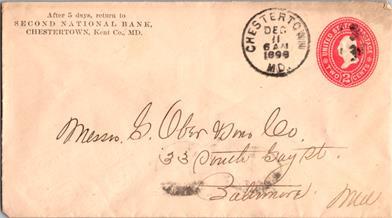 After 5 days, return to
SECOND NATIONAL BANK,
CHESTERTOWN, Kent Co., MD.
CHESTERTOWN
DEC
11
6 AM
1899
MD.
UNITED STATES POSTAGE
2
TWO CENTS
Messrs. G. Ober & Sons Co.
33 South Gay St.
Baltimore. Md